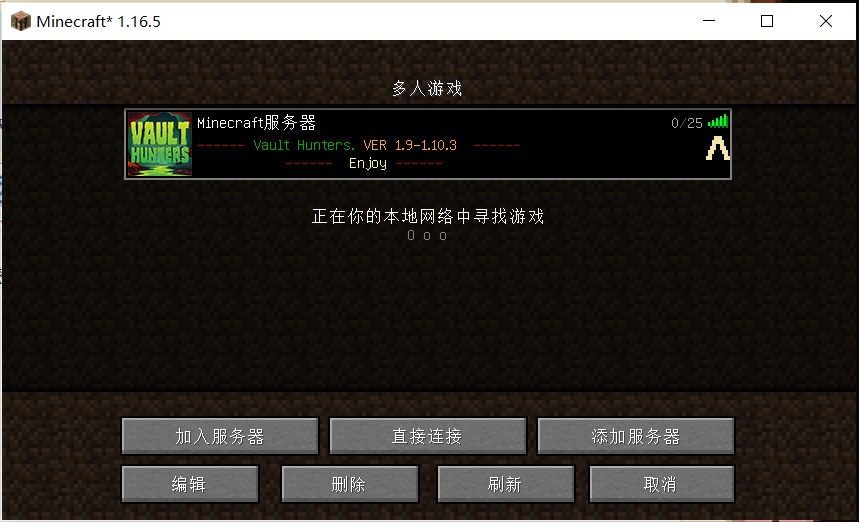 Minecraft* 1.16.5
多人游戏
VAULT HUNTERS
Minecraft服务器
0/25
------ Vault Hunters. VER 1.9-1.10.3 ------
------ Enjoy ------
正在你的本地网络中寻找游戏
O o o
加入服务器
直接连接
添加服务器
编辑
删除
刷新
取消